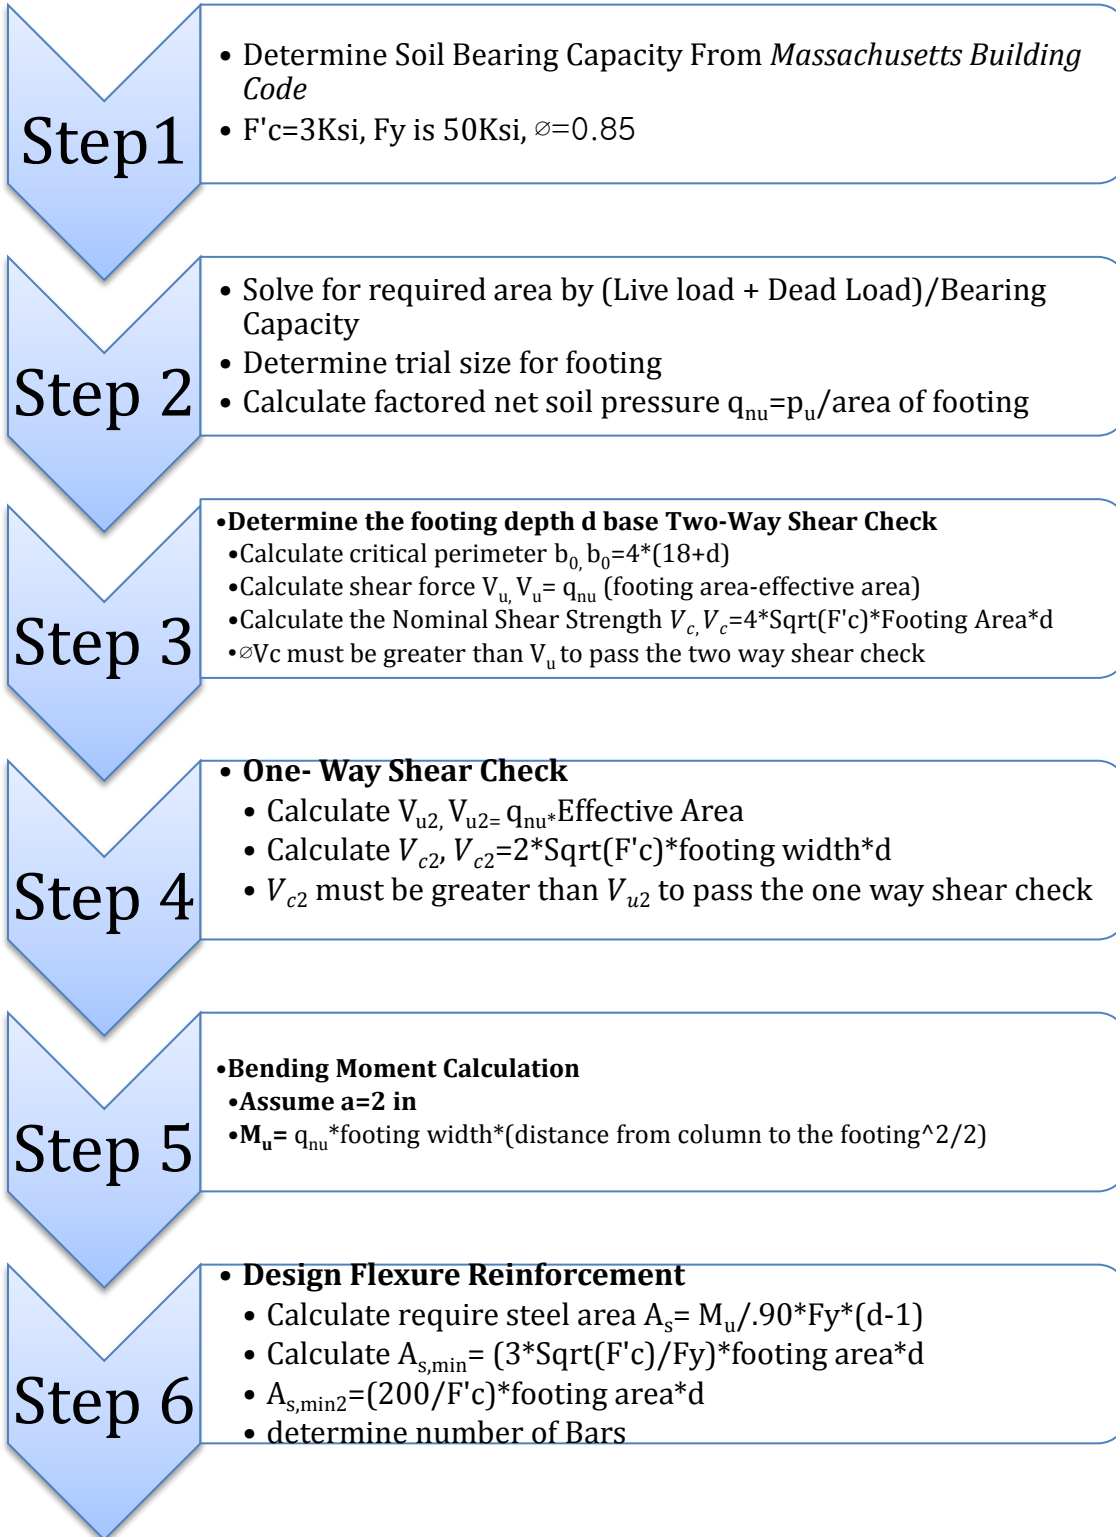 Step1
• Determine Soil Bearing Capacity From Massachusetts Building
Code
• F'c=3Ksi, Fy is 50Ksi, ∅=0.85
Step 2
• Solve for required area by (Live load + Dead Load)/Bearing
Capacity
• Determine trial size for footing
• Calculate factored net soil pressure qnu=pu/area of footing
Step 3
•Determine the footing depth d base Two-Way Shear Check
•Calculate critical perimeter b0, b0=4*(18+d)
•Calculate shear force Vu, Vu= qnu (footing area-effective area)
•Calculate the Nominal Shear Strength Vc, Vc=4*Sqrt(F'c)*Footing Area*d
•∅Vc must be greater than Vu to pass the two way shear check
Step 4
• One- Way Shear Check
• Calculate Vu2, Vu2= qnu*Effective Area
• Calculate Vc2, Vc2=2*Sqrt(F'c)*footing width*d
• Vc2 must be greater than Vu2 to pass the one way shear check
Step 5
•Bending Moment Calculation
•Assume a=2 in
•Mu= qnu*footing width*(distance from column to the footing^2/2)
Step 6
• Design Flexure Reinforcement
• Calculate require steel area As= Mu/.90*Fy*(d-1)
• Calculate As,min= (3*Sqrt(F'c)/Fy)*footing area*d
• As,min2=(200/F'c)*footing area*d
• determine number of Bars